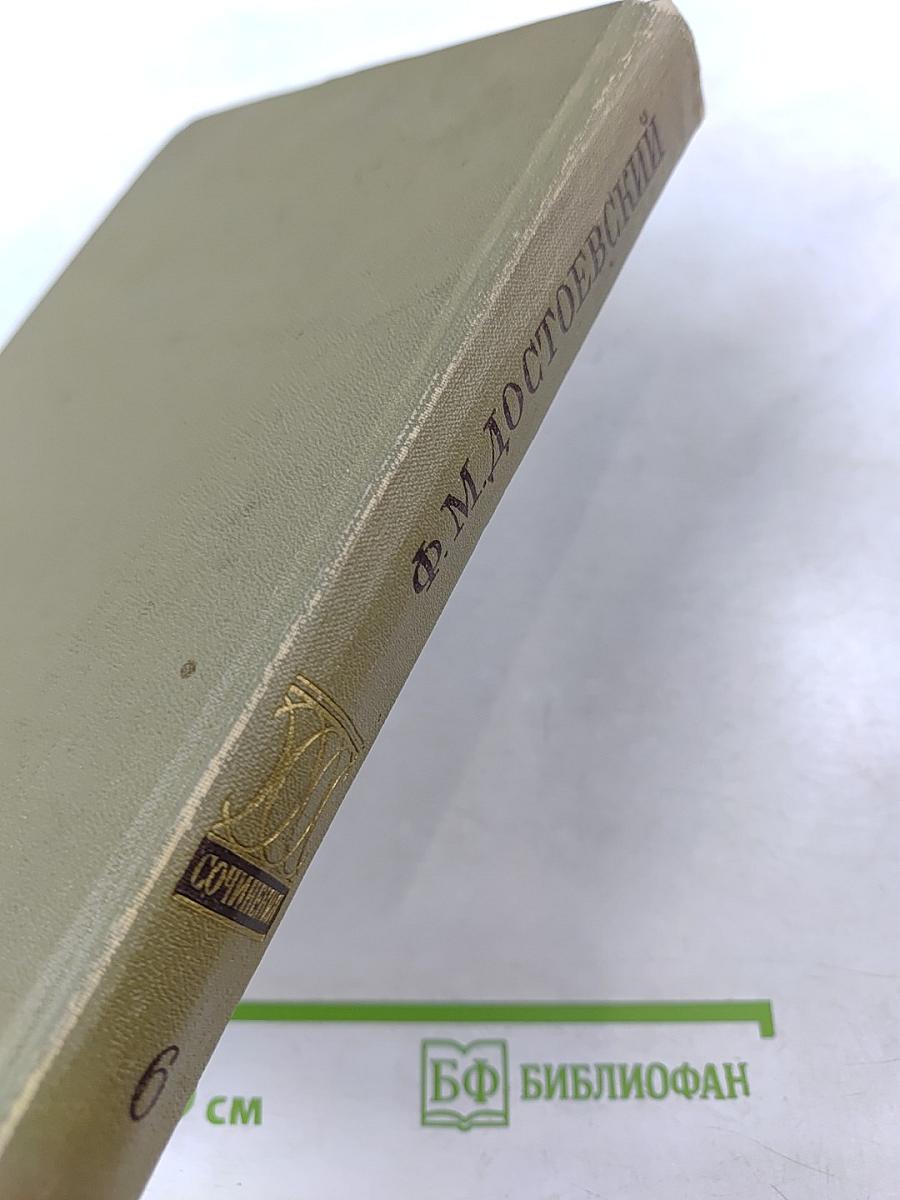 Ф. М. ДОСТОЕВСКИЙ
СОЧИНЕНИЯ
6
см
БФ БИБЛИОФАН